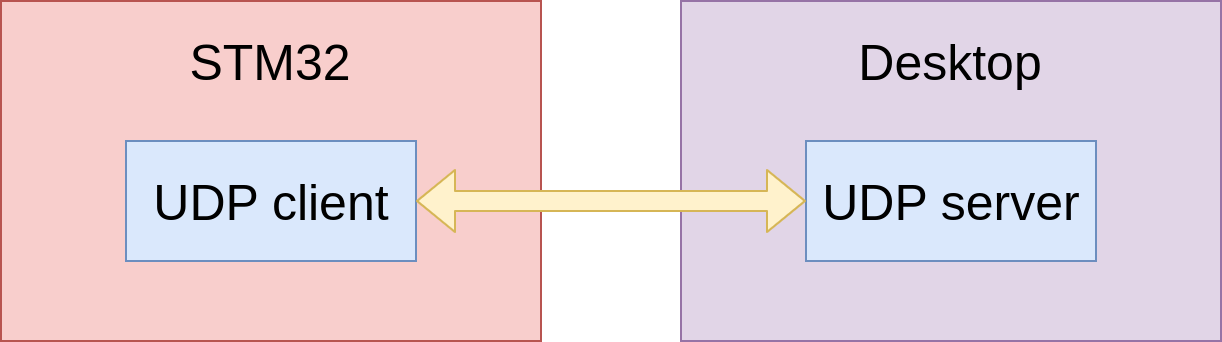 STM32
Desktop
UDP client
UDP server